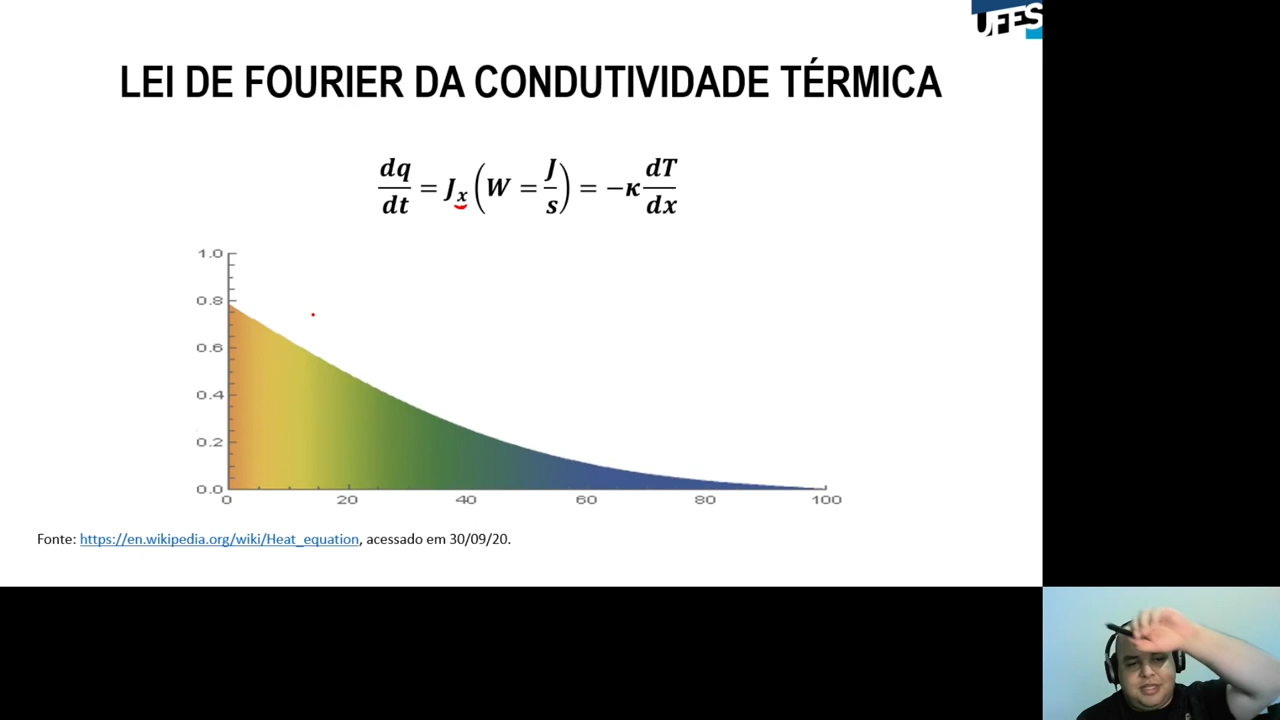 UFES
LEI DE FOURIER DA CONDUTIVIDADE TÉRMICA
dq/dt = Jₓ (W = J/s) = −κ dT/dx
1.0
0.8
0.6
0.4
0.2
0.0
0 20 40 60 80 100
Fonte: https://en.wikipedia.org/wiki/Heat_equation, acessado em 30/09/20.